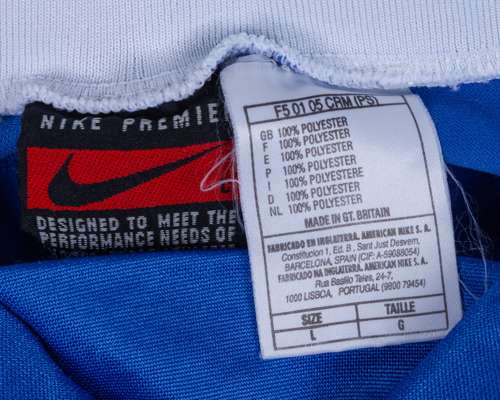 NIKE PREMIE
DESIGNED TO MEET THE
PERFORMANCE NEEDS OF
F5 01 05 CRM (PS)
GB 100% POLYESTER
F 100% POLYESTER
E 100% POLYESTER
P 100% POLYESTER
I 100% POLIESTERE
D 100% POLYESTER
NL 100% POLYESTER
MADE IN GT. BRITAIN
FABRICADO EN INGLATERRA. AMERICAN NIKE S.A.
Constitucion 1, Ed. B, Sant Just Desvern,
BARCELONA, SPAIN (CIF: A-59088054)
FABRICADA NA INGLATERRA. AMERICAN NIKE S.A.
Rua Basilio Teles, 24-7
1000 LISBOA, PORTUGAL (9800 79454)
SIZE TAILLE
L G